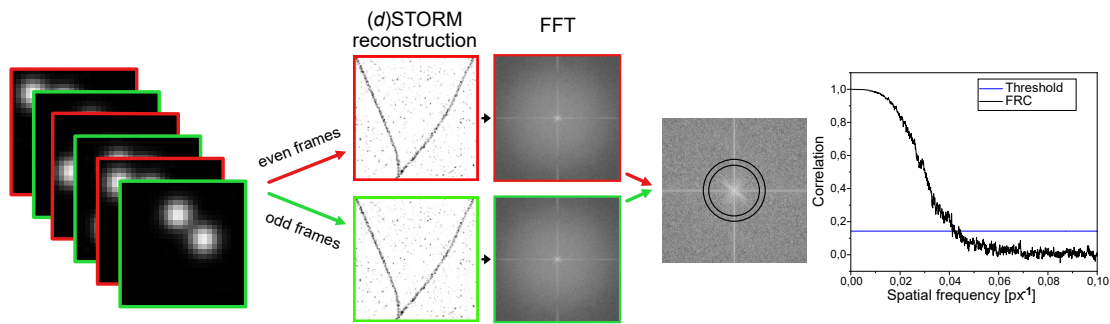 (d)STORM
reconstruction
FFT
even frames
odd frames
Threshold
FRC
Correlation
1,0
0,8
0,6
0,4
0,2
0,0
0,00
0,02
0,04
0,06
0,08
0,10
Spatial frequency [px⁻¹]